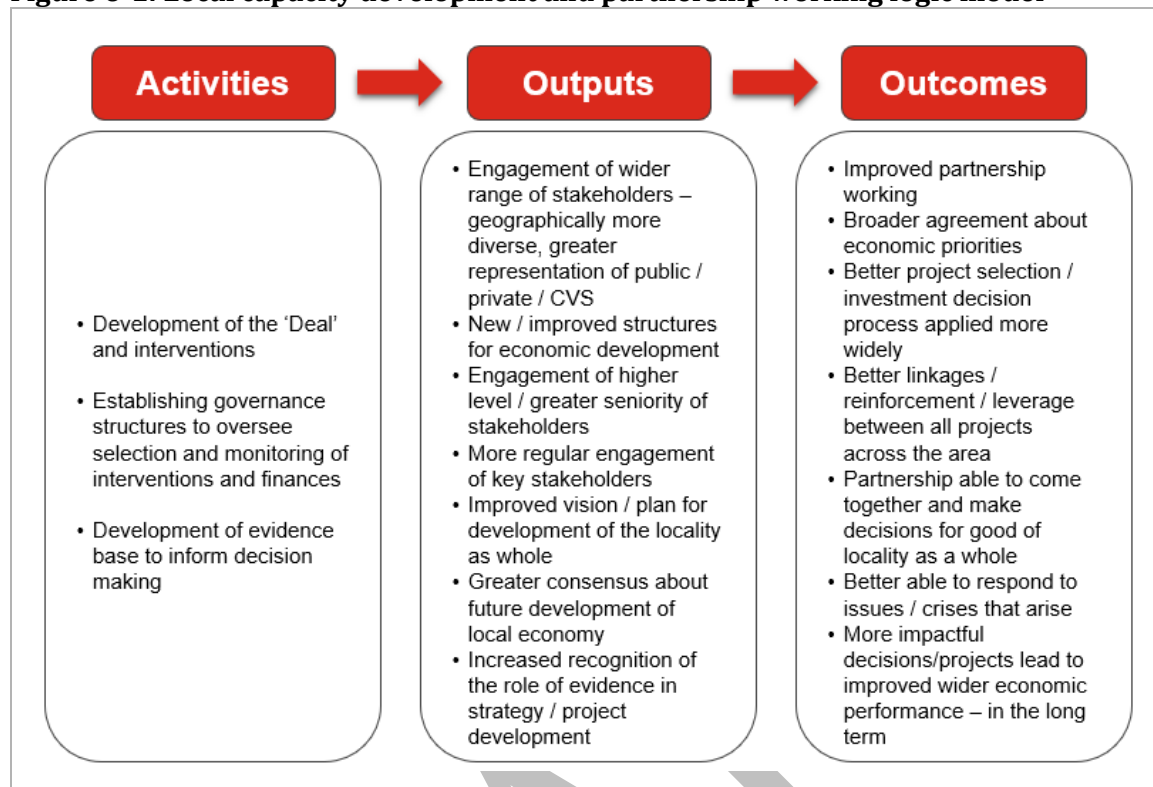 Activities
Outputs
Outcomes
• Development of the ‘Deal’
and interventions
• Establishing governance
structures to oversee
selection and monitoring of
interventions and finances
• Development of evidence
base to inform decision
making
• Engagement of wider
range of stakeholders –
geographically more
diverse, greater
representation of public /
private / CVS
• New / improved structures
for economic development
• Engagement of higher
level / greater seniority of
stakeholders
• More regular engagement
of key stakeholders
• Improved vision / plan for
development of the locality
as whole
• Greater consensus about
future development of
local economy
• Increased recognition of
the role of evidence in
strategy / project
development
• Improved partnership
working
• Broader agreement about
economic priorities
• Better project selection /
investment decision
process applied more
widely
• Better linkages /
reinforcement / leverage
between all projects
across the area
• Partnership able to come
together and make
decisions for good of
locality as a whole
• Better able to respond to
issues / crises that arise
• More impactful
decisions/projects lead to
improved wider economic
performance – in the long
term